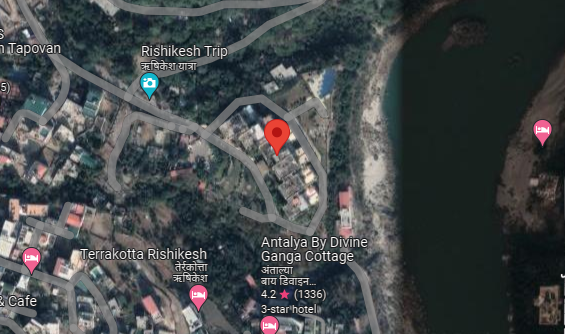 S
n Tapovan
Rishikesh Trip
ऋषिकेश यात्रा
5)
Terrakotta Rishikesh
तेरेकोत्ता
ऋषिकेश
Antalya By Divine
Ganga Cottage
अंताल्या
बाय डिवाइन...
4.2 ★ (1336)
3-star hotel
& Cafe